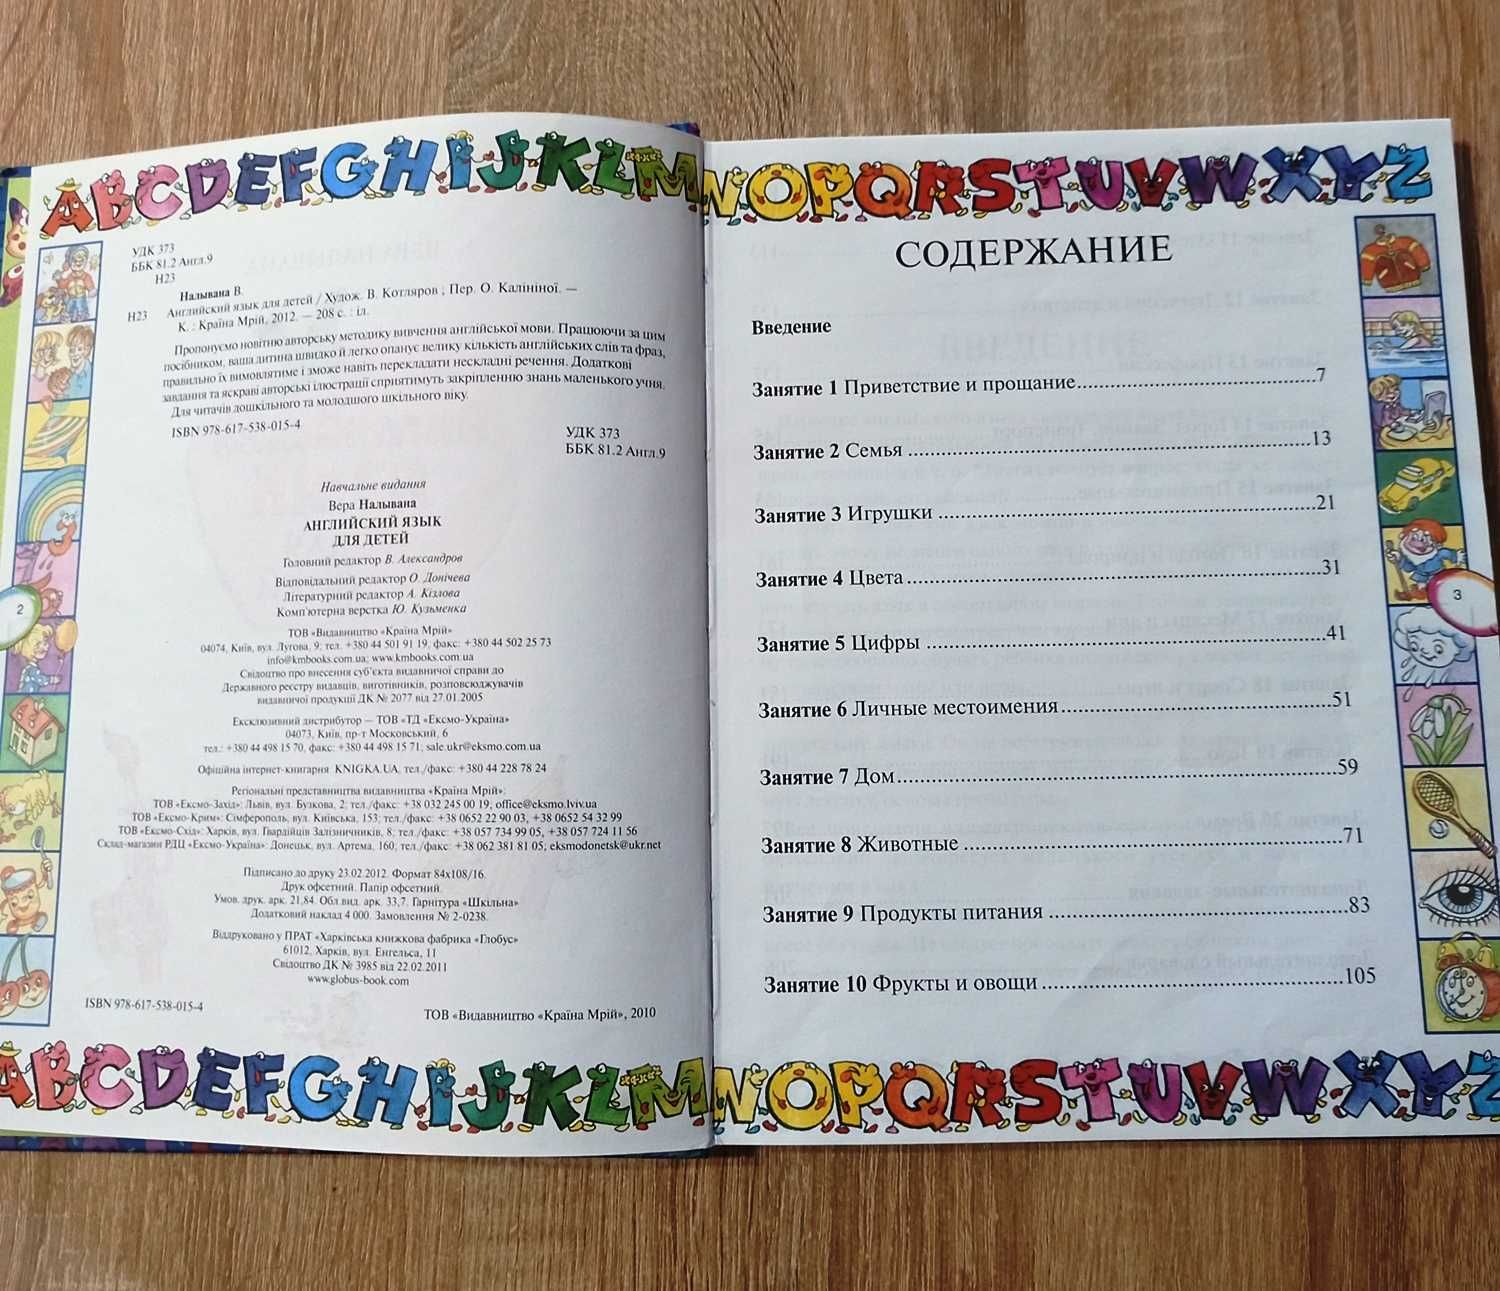 ABCDEFGHIJKLM
УДК 373
ББК 81.2 Англ.9
Н23
Налывана В.
Н23 Английский язык для детей / Худож. В. Котляров ; Пер. О. Калініної. —
К. : Країна Мрій, 2012. — 208 с. : іл.
Пропонуємо новітню авторську методику вивчення англійської мови. Працюючи за цим
посібником, ваша дитина швидко й легко опанує велику кількість англійських слів та фраз,
правильно їх вимовлятиме і зможе навіть перекладати нескладні речення. Додаткові
завдання та яскраві авторські ілюстрації сприятимуть закріпленню знань маленького учня.
Для читачів дошкільного та молодшого шкільного віку.
ISBN 978-617-538-015-4
УДК 373
ББК 81.2 Англ.9
Навчальне видання
Вера Налывана
АНГЛИЙСКИЙ ЯЗЫК
ДЛЯ ДЕТЕЙ
Головний редактор В. Александров
Відповідальний редактор О. Донічева
Літературний редактор А. Кізлова
Комп'ютерна верстка Ю. Кузьменка
ТОВ «Видавництво «Країна Мрій»
04074, Київ, вул. Лугова, 9; тел. +380 44 501 91 19, факс: +380 44 502 25 73
info@kmbooks.com.ua; www.kmbooks.com.ua
Свідоцтво про внесення суб'єкта видавничої справи до
Державного реєстру видавців, виготівників, розповсюджувачів
видавничої продукції ДК № 2077 від 27.01.2005
Ексклюзивний дистрибутор — ТОВ «ТД «Ексмо-Україна»
04073, Київ, пр-т Московський, 6
тел.: +380 44 498 15 70, факс: +380 44 498 15 71; sale.ukr@eksmo.com.ua
Офіційна інтернет-книгарня KNIGKA.UA, тел./факс: +380 44 228 78 24
Регіональні представництва видавництва «Країна Мрій»:
ТОВ «Ексмо-Захід»: Львів, вул. Бузкова, 2; тел./факс: +38 032 245 00 19; office@eksmo.lviv.ua
ТОВ «Ексмо-Крим»: Сімферополь, вул. Київська, 153; тел./факс: +38 0652 22 90 03, +38 0652 54 32 99
ТОВ «Ексмо-Схід»: Харків, вул. Гвардійців Залізничників, 8; тел./факс: +38 057 734 99 05, +38 057 724 11 56
Склад-магазин РДЦ «Ексмо-Україна»: Донецьк, вул. Артема, 160; тел./факс: +38 062 381 81 05; eksmodonetsk@ukr.net
Підписано до друку 23.02.2012. Формат 84x108/16.
Друк офсетний. Папір офсетний.
Умов. друк. арк. 21,84. Обл.вид. арк. 33,7. Гарнітура «Шкільна»
Додатковий наклад 4 000. Замовлення № 2-0238.
Віддруковано у ПРАТ «Харківська книжкова фабрика «Глобус»
61012, Харків, вул. Енгельса, 11
Свідоцтво ДК № 3985 від 22.02.2011
www.globus-book.com
ISBN 978-617-538-015-4
ТОВ «Видавництво «Країна Мрій», 2010
2
ABCDEFGHIJKLM
NOPQRSTUVWXYZ
СОДЕРЖАНИЕ
Введение
Занятие 1 Приветствие и прощание.....7
Занятие 2 Семья.....13
Занятие 3 Игрушки.....21
Занятие 4 Цвета.....31
Занятие 5 Цифры.....41
Занятие 6 Личные местоимения.....51
Занятие 7 Дом.....59
Занятие 8 Животные.....71
Занятие 9 Продукты питания.....83
Занятие 10 Фрукты и овощи.....105
3
NOPQRSTUVWXYZ